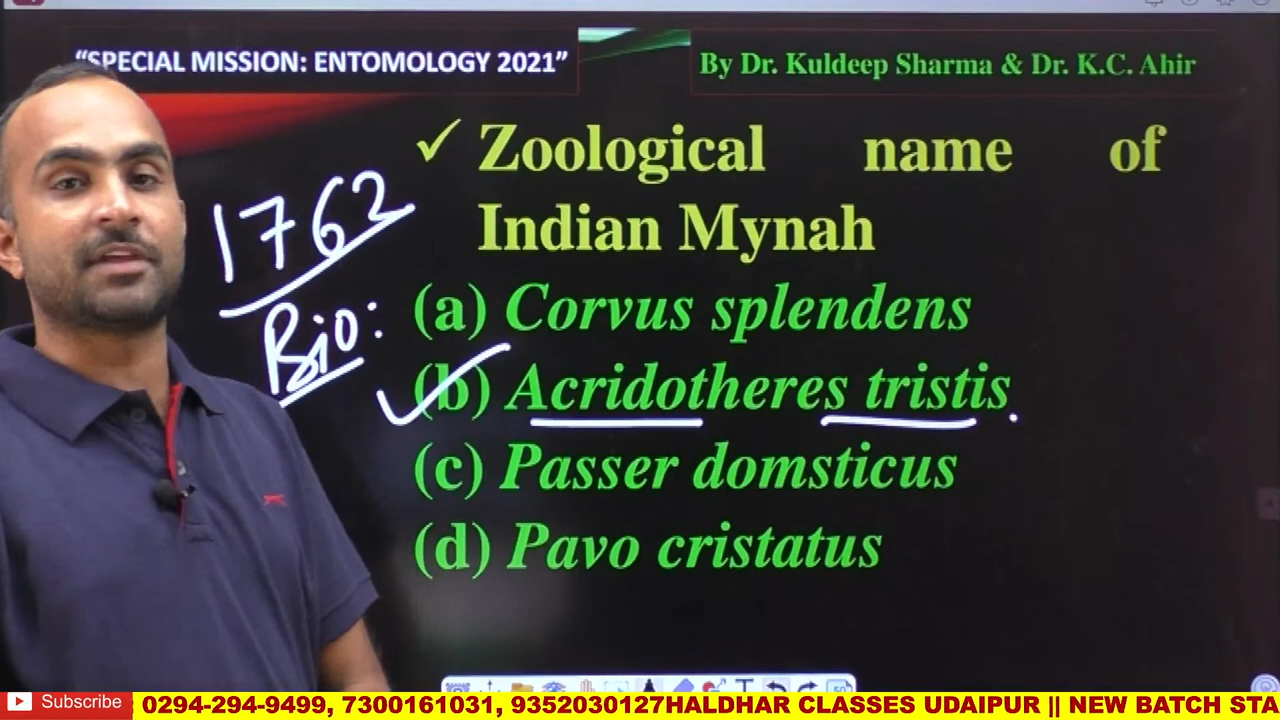 “SPECIAL MISSION: ENTOMOLOGY 2021”
By Dr. Kuldeep Sharma & Dr. K.C. Ahir
✓ Zoological name of
Indian Mynah
1762
Bio:
(a) Corvus splendens
(b) Acridotheres tristis.
(c) Passer domsticus
(d) Pavo cristatus
Subscribe
0294-294-9499, 7300161031, 9352030127HALDHAR CLASSES UDAIPUR || NEW BATCH STA